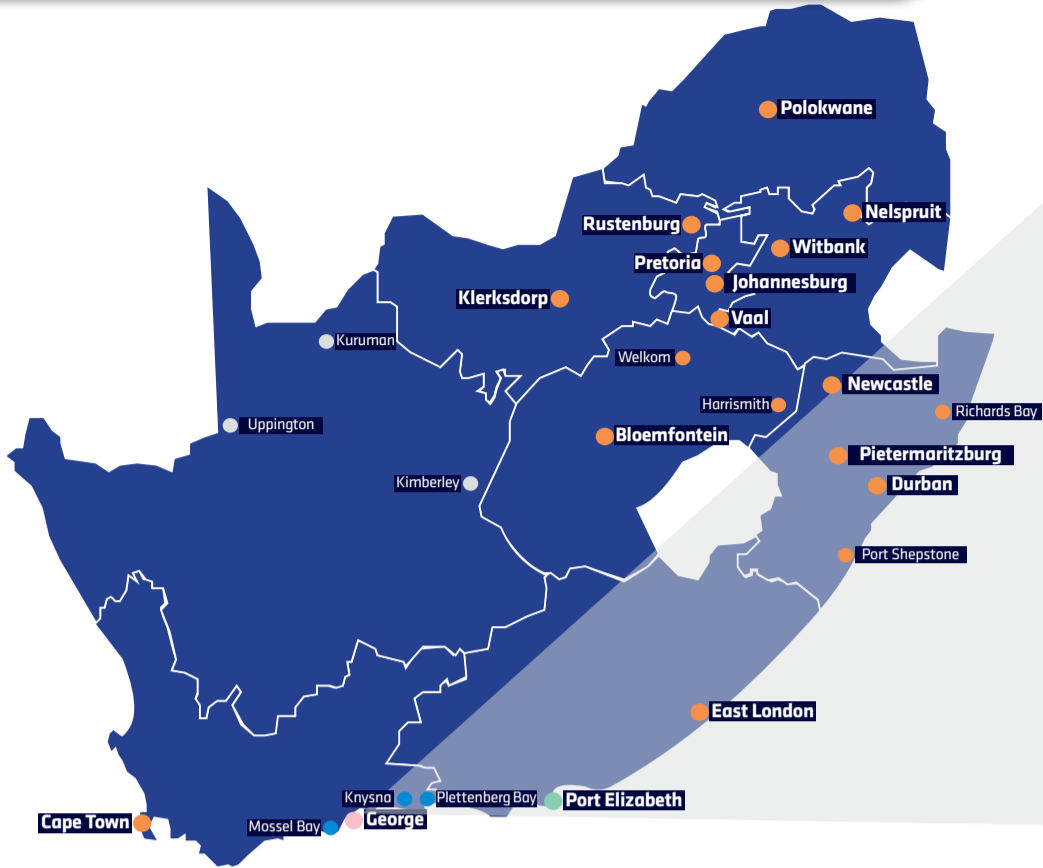 Polokwane
Nelspruit
Rustenburg
Witbank
Pretoria
Johannesburg
Klerksdorp
Vaal
Kuruman
Welkom
Newcastle
Harrismith
Richards Bay
Uppington
Bloemfontein
Pietermaritzburg
Kimberley
Durban
Port Shepstone
East London
Knysna
Plettenberg Bay
Port Elizabeth
George
Cape Town
Mossel Bay